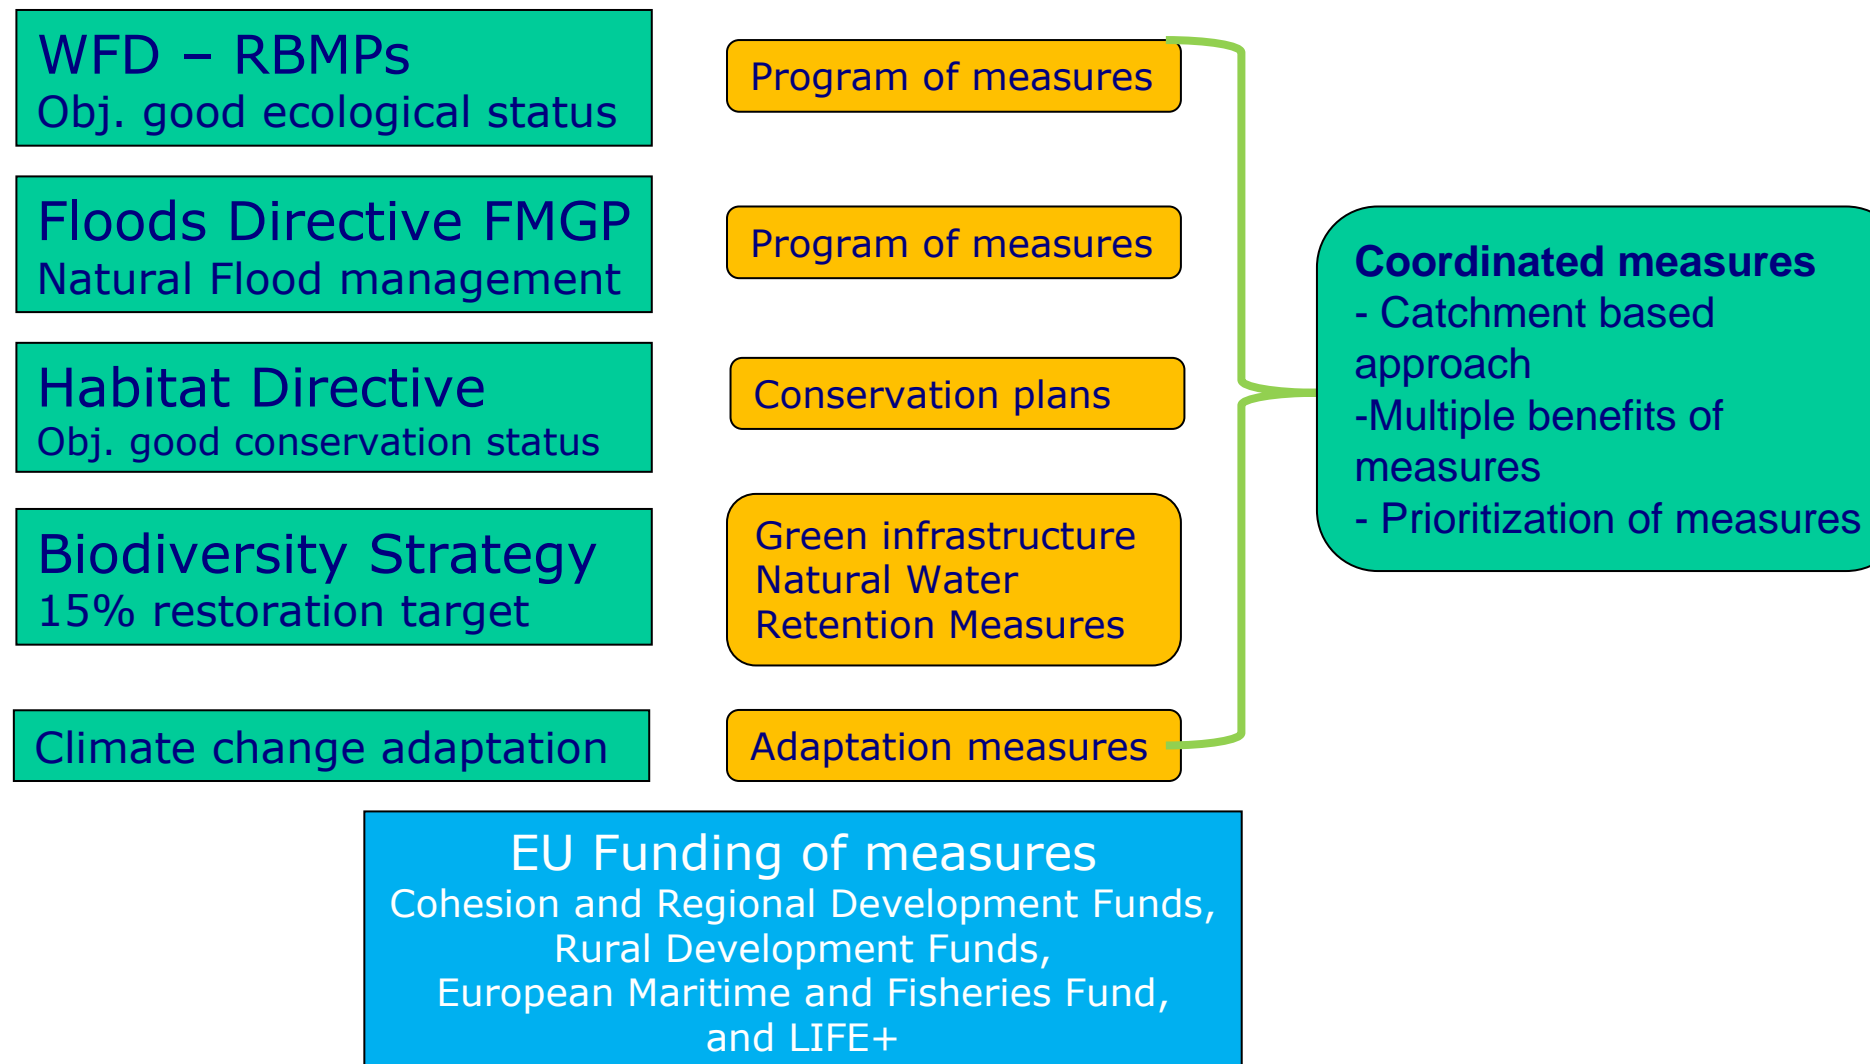 WFD – RBMPs
Obj. good ecological status
Program of measures
Floods Directive FMGP
Natural Flood management
Program of measures
Habitat Directive
Obj. good conservation status
Conservation plans
Biodiversity Strategy
15% restoration target
Green infrastructure
Natural Water
Retention Measures
Climate change adaptation
Adaptation measures
Coordinated measures
- Catchment based
approach
-Multiple benefits of
measures
- Prioritization of measures
EU Funding of measures
Cohesion and Regional Development Funds,
Rural Development Funds,
European Maritime and Fisheries Fund,
and LIFE+